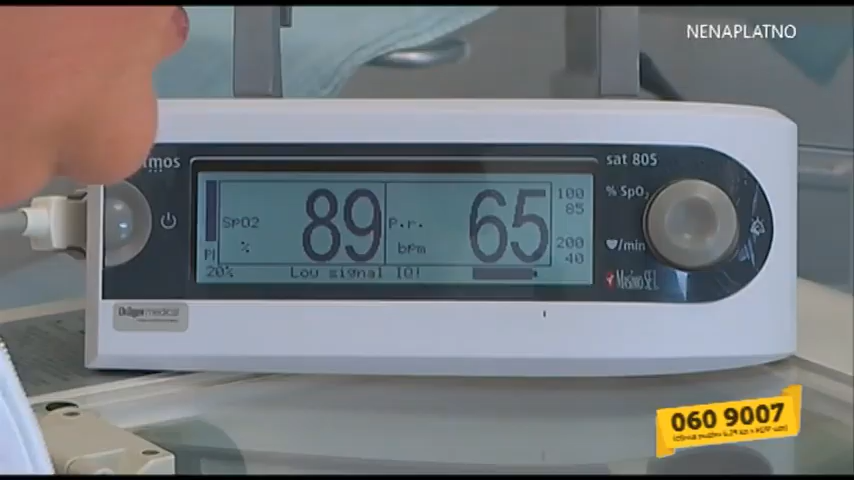 NENAPLATNO
sat 805
% SpO₂
SpO2
%
89
P.r.
bpm
65
100
85
200
40
/min
PI
20%
Low signal IQ!
Masimo SET
Dräger medical
060 9007